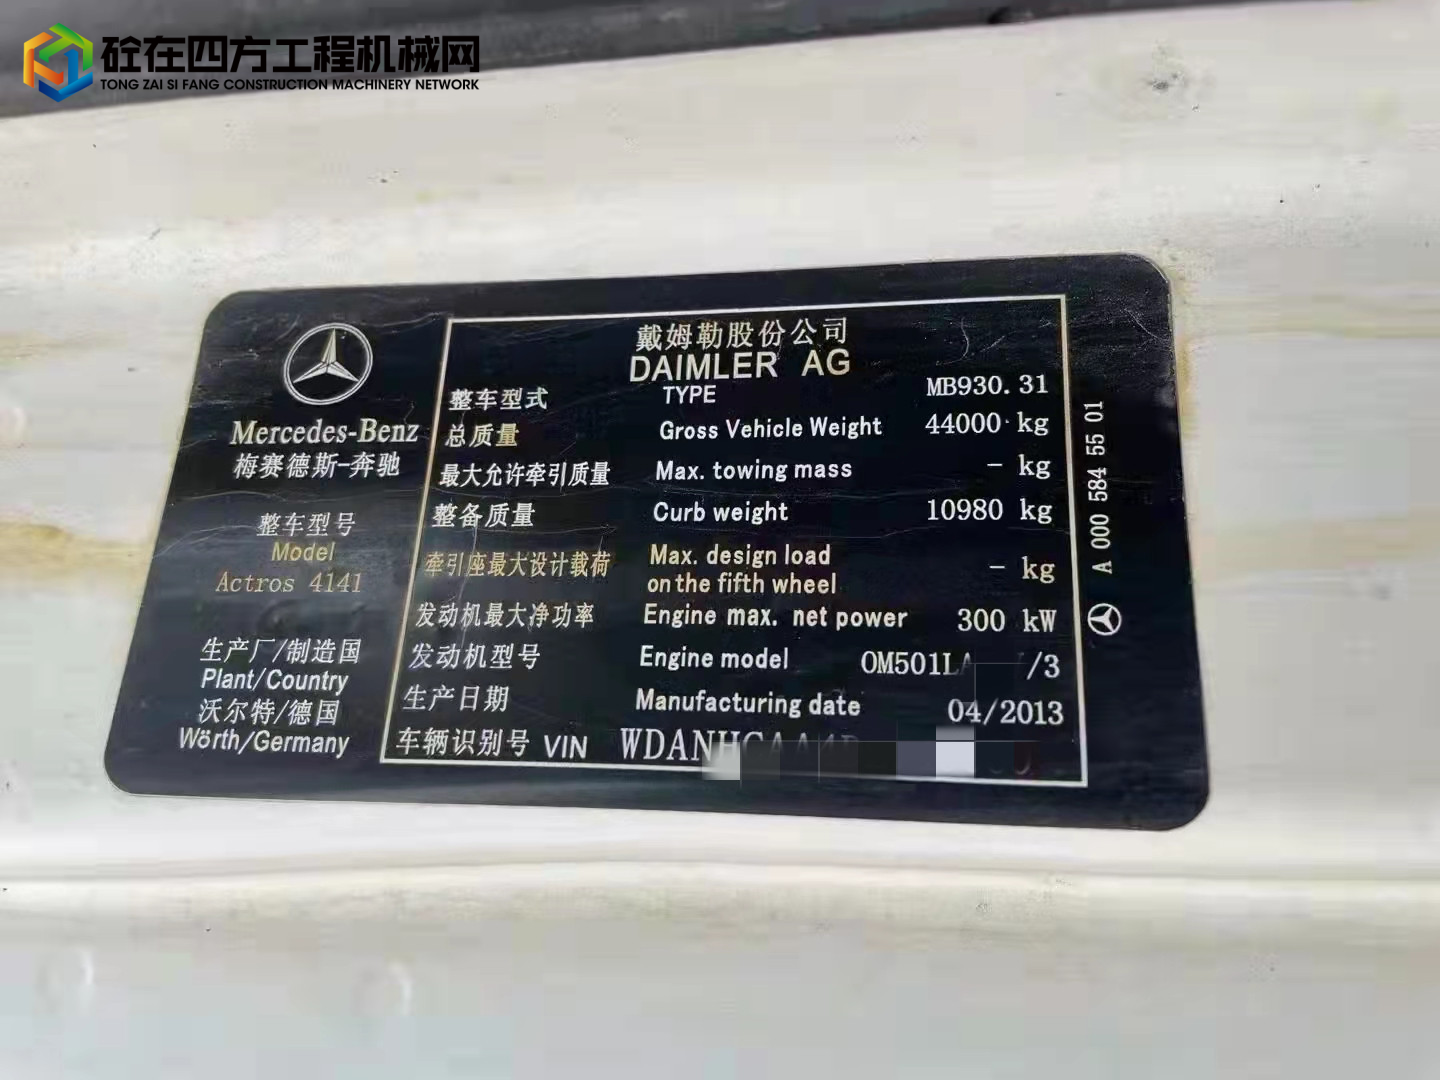 砼在四方工程机械网
TONG ZAI SI FANG CONSTRUCTION MACHINERY NETWORK
Mercedes-Benz
梅赛德斯-奔驰
整车型号
Model
Actros 4141
生产厂/制造国
Plant/Country
沃尔特/德国
Wörth/Germany
戴姆勒股份公司
DAIMLER AG
整车型式 TYPE MB930.31
总质量 Gross Vehicle Weight 44000 kg
最大允许牵引质量 Max. towing mass - kg
整备质量 Curb weight 10980 kg
牵引座最大设计载荷 Max. design load on the fifth wheel - kg
发动机最大净功率 Engine max. net power 300 kW
发动机型号 Engine model OM501L /3
生产日期 Manufacturing date 04/2013
车辆识别号 VIN
A 000 584 55 01